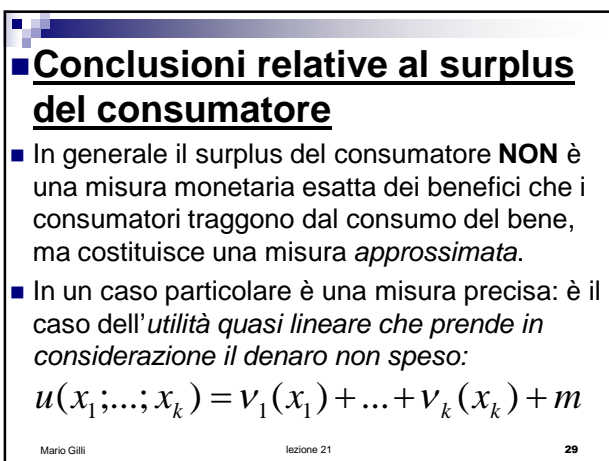 Conclusioni relative al surplus
del consumatore
In generale il surplus del consumatore NON è
una misura monetaria esatta dei benefici che i
consumatori traggono dal consumo del bene,
ma costituisce una misura approssimata.
In un caso particolare è una misura precisa: è il
caso dell'utilità quasi lineare che prende in
considerazione il denaro non speso:
u(x₁;...; xₖ) = ν₁(x₁) + ... + νₖ(xₖ) + m
Mario Gilli lezione 21 29